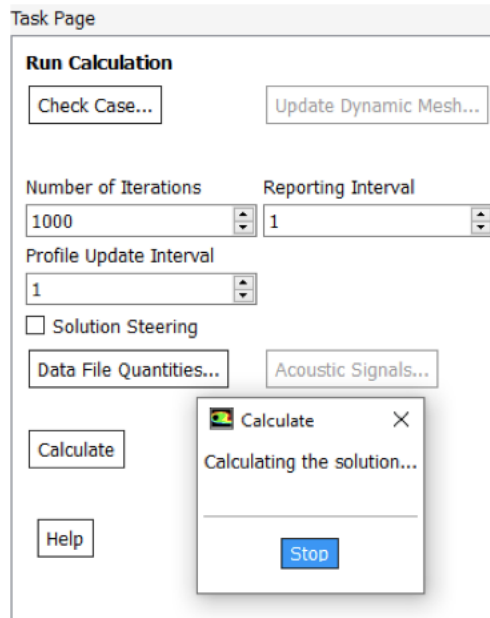 Task Page
Run Calculation
Check Case...
Update Dynamic Mesh...
Number of Iterations
Reporting Interval
1000
1
Profile Update Interval
1
Solution Steering
Data File Quantities...
Acoustic Signals...
Calculate
Calculate
Calculating the solution...
Stop
Help